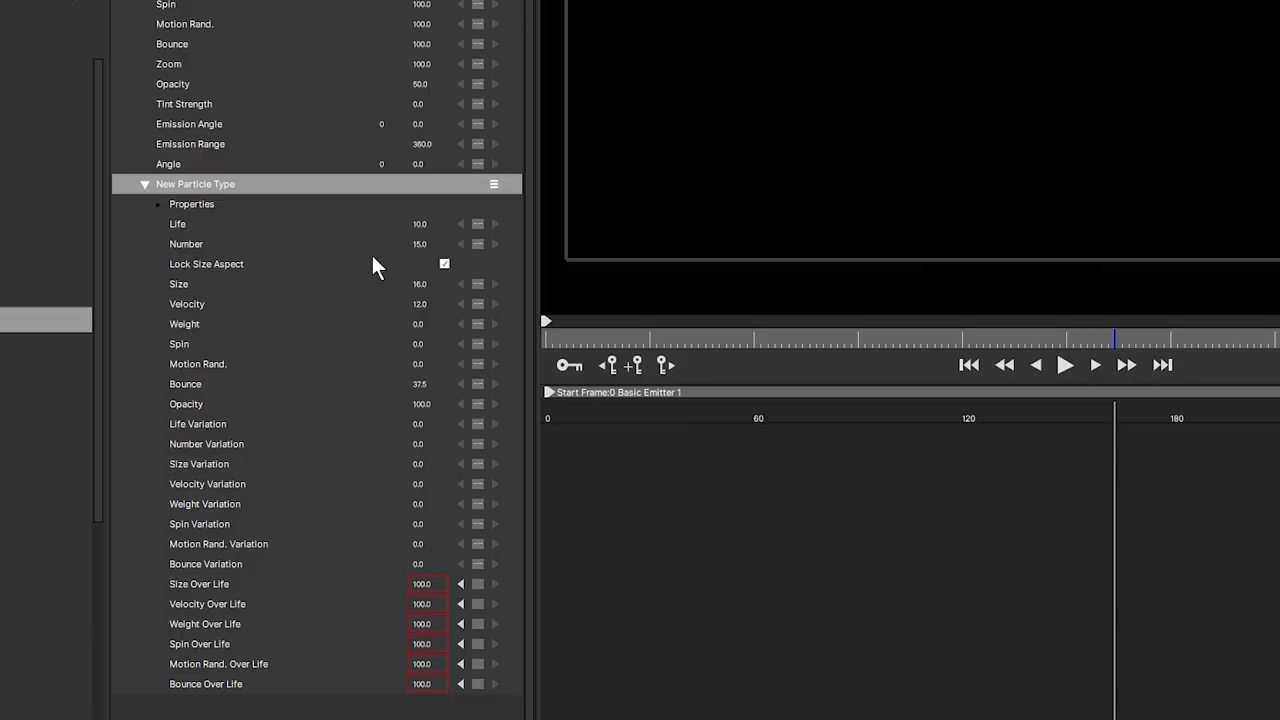 Spin 100.0
Motion Rand. 100.0
Bounce 100.0
Zoom 100.0
Opacity 50.0
Tint Strength 0.0
Emission Angle 0 0.0
Emission Range 360.0
Angle 0 0.0
New Particle Type
Properties
Life 10.0
Number 15.0
Lock Size Aspect
Size 16.0
Velocity 12.0
Weight 0.0
Spin 0.0
Motion Rand. 0.0
Bounce 37.5
Opacity 100.0
Life Variation 0.0
Number Variation 0.0
Size Variation 0.0
Velocity Variation 0.0
Weight Variation 0.0
Spin Variation 0.0
Motion Rand. Variation 0.0
Bounce Variation 0.0
Size Over Life 100.0
Velocity Over Life 100.0
Weight Over Life 100.0
Spin Over Life 100.0
Motion Rand. Over Life 100.0
Bounce Over Life 100.0
Start Frame:0 Basic Emitter 1
0 60 120 180